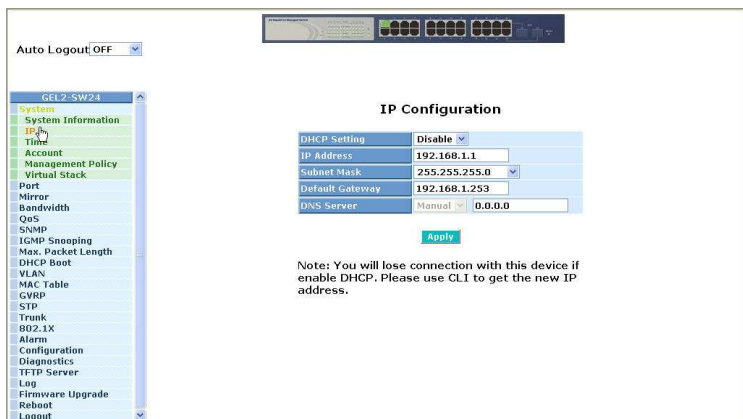 Auto Logout OFF
GEL2-SW24
System
System Information
IP
Time
Account
Management Policy
Virtual Stack
Port
Mirror
Bandwidth
QoS
SNMP
IGMP Snooping
Max. Packet Length
DHCP Boot
VLAN
MAC Table
GVRP
STP
Trunk
802.1X
Alarm
Configuration
Diagnostics
TFTP Server
Log
Firmware Upgrade
Reboot
Logout
IP Configuration
DHCP Setting Disable
IP Address 192.168.1.1
Subnet Mask 255.255.255.0
Default Gateway 192.168.1.253
DNS Server Manual 0.0.0.0
Apply
Note: You will lose connection with this device if
enable DHCP. Please use CLI to get the new IP
address.